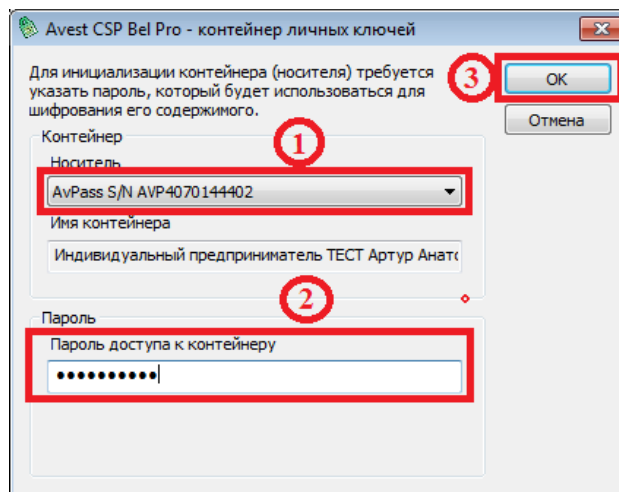 Avest CSP Bel Pro - контейнер личных ключей
Для инициализации контейнера (носителя) требуется
указать пароль, который будет использоваться для
шифрования его содержимого.
3
OK
Отмена
Контейнер
1
Носитель
AvPass S/N AVP4070144402
Имя контейнера
Индивидуальный предприниматель ТЕСТ Артур Анатс
2
Пароль
Пароль доступа к контейнеру
••••••••••